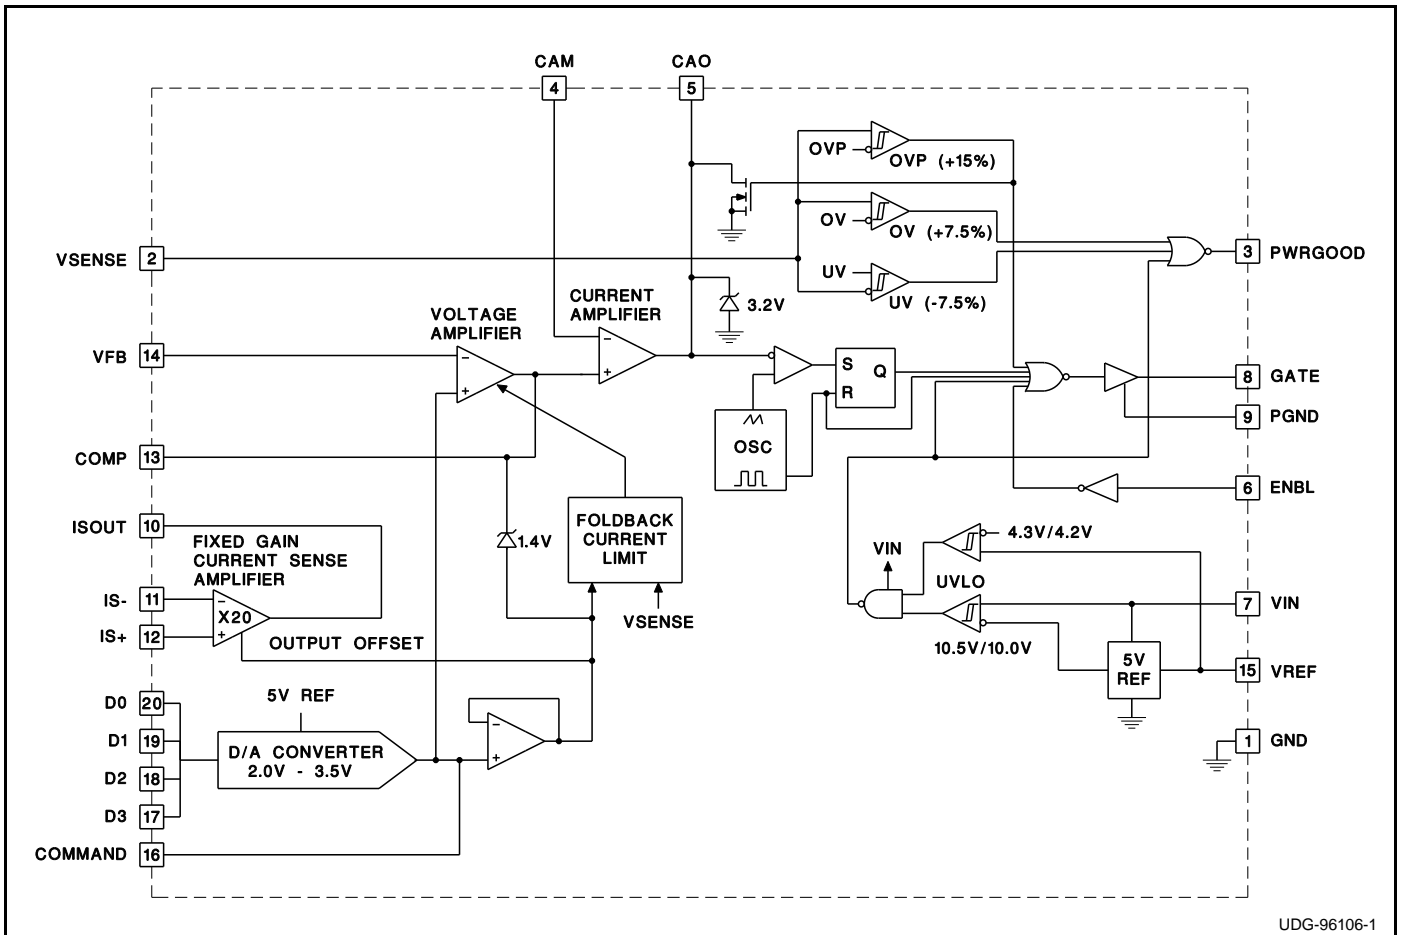 CAM
4
CAO
5
OVP
OVP (+15%)
OV
OV (+7.5%)
UV
UV (-7.5%)
VSENSE
2
3
PWRGOOD
3.2V
VOLTAGE
AMPLIFIER
CURRENT
AMPLIFIER
VFB
14
-
+
-
+
S
R
Q
OSC
8
GATE
9
PGND
COMP
13
6
ENBL
ISOUT
10
FIXED GAIN
CURRENT SENSE
AMPLIFIER
1.4V
FOLDBACK
CURRENT
LIMIT
VSENSE
VIN
4.3V/4.2V
UVLO
10.5V/10.0V
IS-
11
IS+
12
-
X20
+
OUTPUT OFFSET
7
VIN
5V
REF
15
VREF
D0
20
D1
19
D2
18
D3
17
5V REF
D/A CONVERTER
2.0V - 3.5V
-
+
1
GND
COMMAND
16
UDG-96106-1